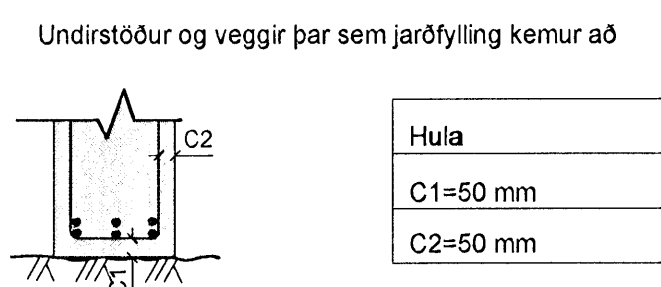 Undirstöður og veggir þar sem jarðfylling kemur að
C2
Hula
C1=50 mm
C2=50 mm